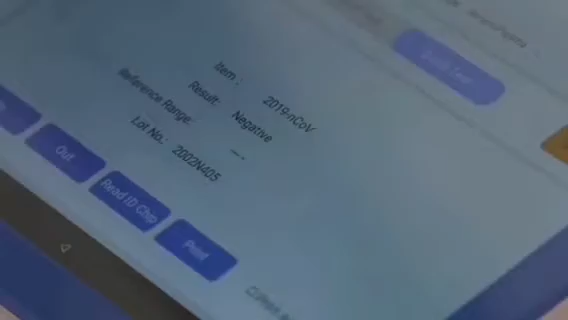 Item : 2019-nCoV
Result: Negative
Reference Range: --
Lot No.: 2002N405
Out
Read ID Chip
Print